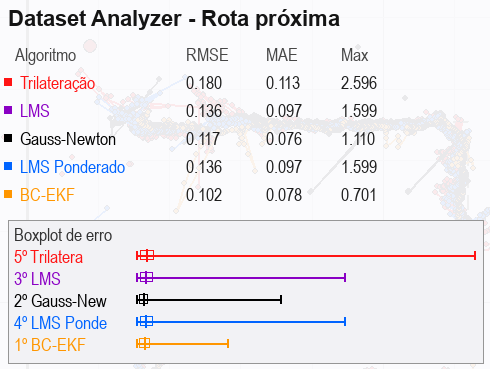 Dataset Analyzer - Rota próxima
Algoritmo RMSE MAE Max
Trilateração 0.180 0.113 2.596
LMS 0.136 0.097 1.599
Gauss-Newton 0.117 0.076 1.110
LMS Ponderado 0.136 0.097 1.599
BC-EKF 0.102 0.078 0.701
Boxplot de erro
5º Trilatera
3º LMS
2º Gauss-New
4º LMS Ponde
1º BC-EKF